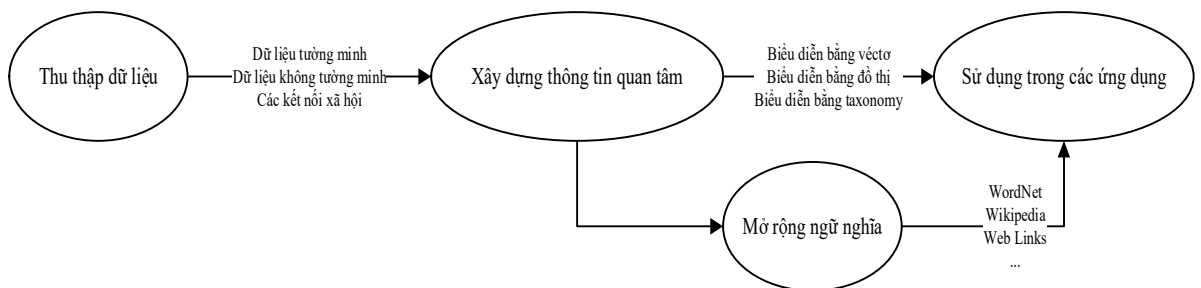 Thu thập dữ liệu
Dữ liệu tường minh
Dữ liệu không tường minh
Các kết nối xã hội
Xây dựng thông tin quan tâm
Biểu diễn bằng véctơ
Biểu diễn bằng đồ thị
Biểu diễn bằng taxonomy
Sử dụng trong các ứng dụng
Mở rộng ngữ nghĩa
WordNet
Wikipedia
Web Links
...